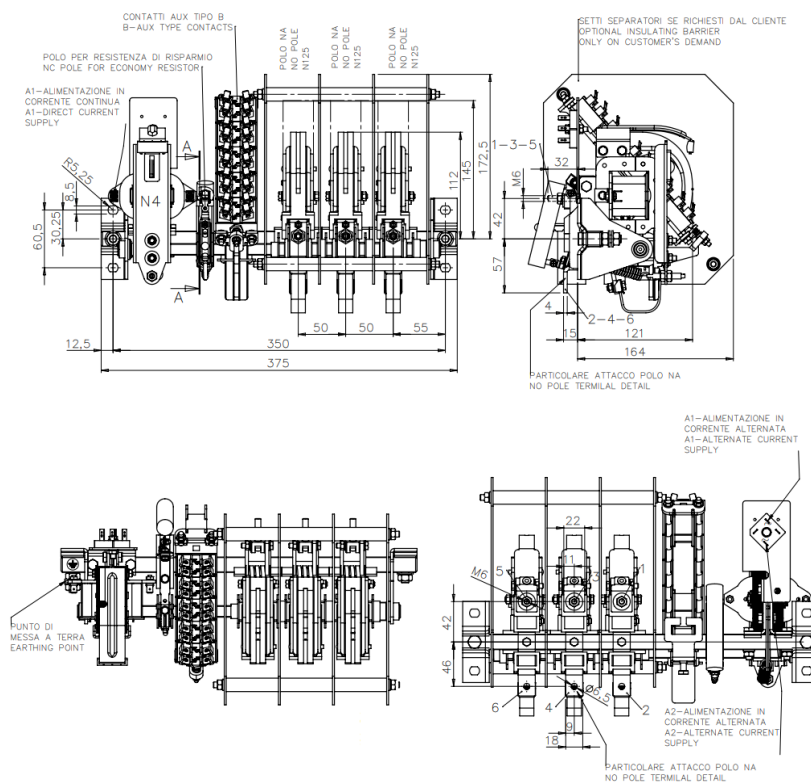 CONTATTI AUX TIPO B
B-AUX TYPE CONTACTS
POLO PER RESISTENZA DI RISPARMIO
NC POLE FOR ECONOMY RESISTOR
A1-ALIMENTAZIONE IN
CORRENTE CONTINUA
A1-DIRECT CURRENT
SUPPLY
POLO NA
NO POLE
N125
POLO NA
NO POLE
N125
POLO NA
NO POLE
N125
A
A
N4
R5,25
8,5
30,25
60,5
112
145
172,5
50
50
55
12,5
350
375
SETTI SEPARATORI SE RICHIESTI DAL CLIENTE
OPTIONAL INSULATING BARRIER
ONLY ON CUSTOMER'S DEMAND
1-3-5
32
M6
42
57
4
2-4-6
15
121
164
PARTICOLARE ATTACCO POLO NA
NO POLE TERMILAL DETAIL
PUNTO DI
MESSA A TERRA
EARTHING POINT
A1-ALIMENTAZIONE IN
CORRENTE ALTERNATA
A1-ALTERNATE CURRENT
SUPPLY
22
11
5
3
1
M6
42
46
Ø6,5
6
4
2
9
18
A2-ALIMENTAZIONE IN
CORRENTE ALTERNATA
A2-ALTERNATE CURRENT
SUPPLY
PARTICOLARE ATTACCO POLO NA
NO POLE TERMILAL DETAIL